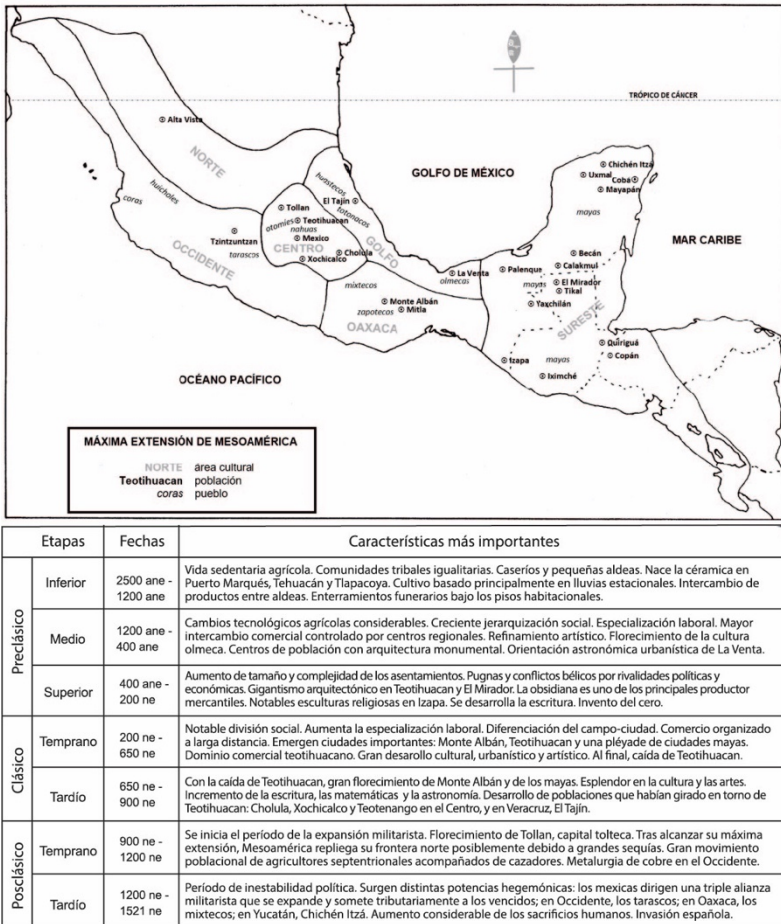 TRÓPICO DE CÁNCER
Alta Vista
NORTE
GOLFO DE MÉXICO
Chichén Itzá
Uxmal
Cobá
Mayapán
mayas
huastecos
El Tajín
totonacos
huicholes
coras
Tollan
otomíes
Teotihuacan
nahuas
Mexico
CENTRO
Cholula
Xochicalco
GOLFO
Tzintzuntzan
tarascos
OCCIDENTE
MAR CARIBE
La Venta
olmecas
Palenque
Becán
Calakmul
mayas
El Mirador
Tikal
Yaxchilán
SURESTE
mixtecos
Monte Albán
zapotecos
Mitla
OAXACA
Quiriguá
Copán
Izapa
mayas
Iximché
OCÉANO PACÍFICO
MÁXIMA EXTENSIÓN DE MESOAMÉRICA
NORTE área cultural
Teotihuacan población
coras pueblo
Etapas Fechas Características más importantes
Preclásico
Inferior
2500 ane -
1200 ane
Vida sedentaria agrícola. Comunidades tribales igualitarias. Caseríos y pequeñas aldeas. Nace la céramica en
Puerto Marqués, Tehuacán y Tlapacoya. Cultivo basado principalmente en lluvias estacionales. Intercambio de
productos entre aldeas. Enterramientos funerarios bajo los pisos habitacionales.
Medio
1200 ane -
400 ane
Cambios tecnológicos agrícolas considerables. Creciente jerarquización social. Especialización laboral. Mayor
intercambio comercial controlado por centros regionales. Refinamiento artístico. Florecimiento de la cultura
olmeca. Centros de población con arquitectura monumental. Orientación astronómica urbanística de La Venta.
Superior
400 ane -
200 ne
Aumento de tamaño y complejidad de los asentamientos. Pugnas y conflictos bélicos por rivalidades políticas y
económicas. Gigantismo arquitectónico en Teotihuacan y El Mirador. La obsidiana es uno de los principales productor
mercantiles. Notables esculturas religiosas en Izapa. Se desarrolla la escritura. Invento del cero.
Clásico
Temprano
200 ne -
650 ne
Notable división social. Aumenta la especialización laboral. Diferenciación del campo-ciudad. Comercio organizado
a larga distancia. Emergen ciudades importantes: Monte Albán, Teotihuacan y una pléyade de ciudades mayas.
Dominio comercial teotihuacano. Gran desarollo cultural, urbanístico y artístico. Al final, caída de Teotihuacan.
Tardío
650 ne -
900 ne
Con la caída de Teotihuacan, gran florecimiento de Monte Albán y de los mayas. Esplendor en la cultura y las artes.
Incremento de la escritura, las matemáticas y la astronomía. Desarrollo de poblaciones que habían girado en torno de
Teotihuacan: Cholula, Xochicalco y Teotenango en el Centro, y en Veracruz, El Tajín.
Posclásico
Temprano
900 ne -
1200 ne
Se inicia el período de la expansión militarista. Florecimiento de Tollan, capital tolteca. Tras alcanzar su máxima
extensión, Mesoamérica repliega su frontera norte posiblemente debido a grandes sequías. Gran movimiento
poblacional de agricultores septentrionales acompañados de cazadores. Metalurgia de cobre en el Occidente.
Tardío
1200 ne -
1521 ne
Período de inestabilidad política. Surgen distintas potencias hegemónicas: los mexicas dirigen una triple alianza
militarista que se expande y somete tributariamente a los vencidos; en Occidente, los tarascos; en Oaxaca, los
mixtecos; en Yucatán, Chichén Itzá. Aumento considerable de los sacrificios humanos. Invasión española.